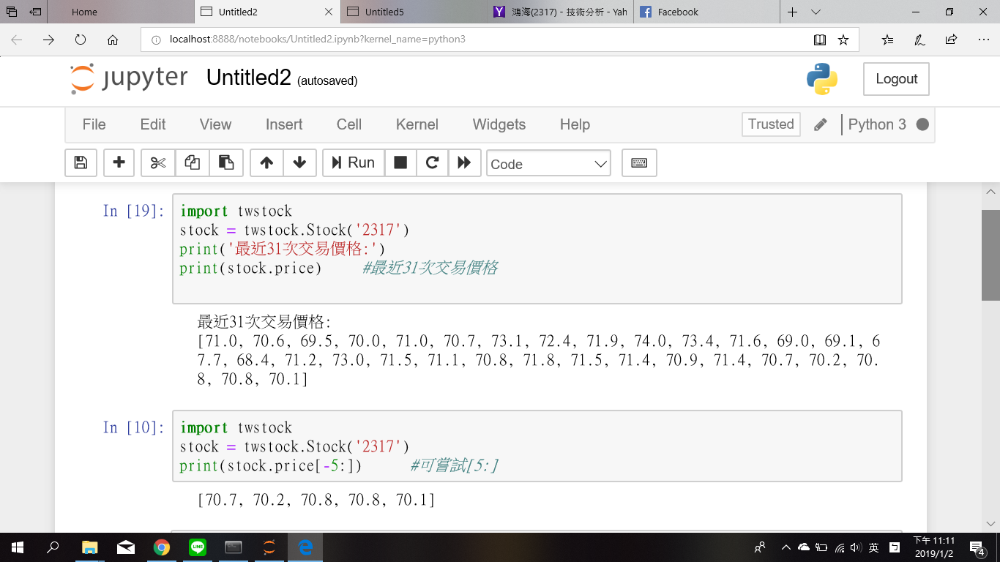 Home
Untitled2
Untitled5
鴻海(2317) - 技術分析 - Yah
Facebook
localhost:8888/notebooks/Untitled2.ipynb?kernel_name=python3
jupyter Untitled2 (autosaved)
Logout
File Edit View Insert Cell Kernel Widgets Help
Trusted
Python 3
Run
Code
In [19]:
import twstock
stock = twstock.Stock('2317')
print('最近31次交易價格:')
print(stock.price) #最近31次交易價格
最近31次交易價格:
[71.0, 70.6, 69.5, 70.0, 71.0, 70.7, 73.1, 72.4, 71.9, 74.0, 73.4, 71.6, 69.0, 69.1, 6
7.7, 68.4, 71.2, 73.0, 71.5, 71.1, 70.8, 71.8, 71.5, 71.4, 70.9, 71.4, 70.7, 70.2, 70.
8, 70.8, 70.1]
In [10]:
import twstock
stock = twstock.Stock('2317')
print(stock.price[-5:]) #可嘗試[5:]
[70.7, 70.2, 70.8, 70.8, 70.1]
LINE
英
下午 11:11
2019/1/2
4